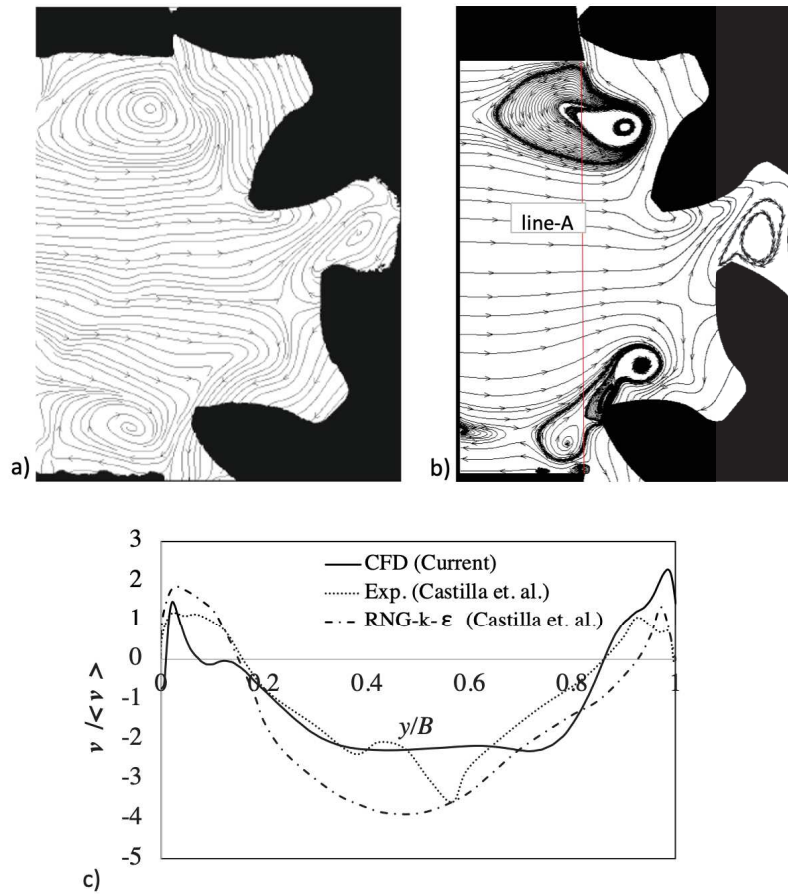 a)
b)
line-A
c)
3
2
1
0
-1
-2
-3
-4
-5
v /< v >
0 0.2 0.4 0.6 0.8 1
y/B
CFD (Current)
Exp. (Castilla et. al.)
RNG-k- ε (Castilla et. al.)